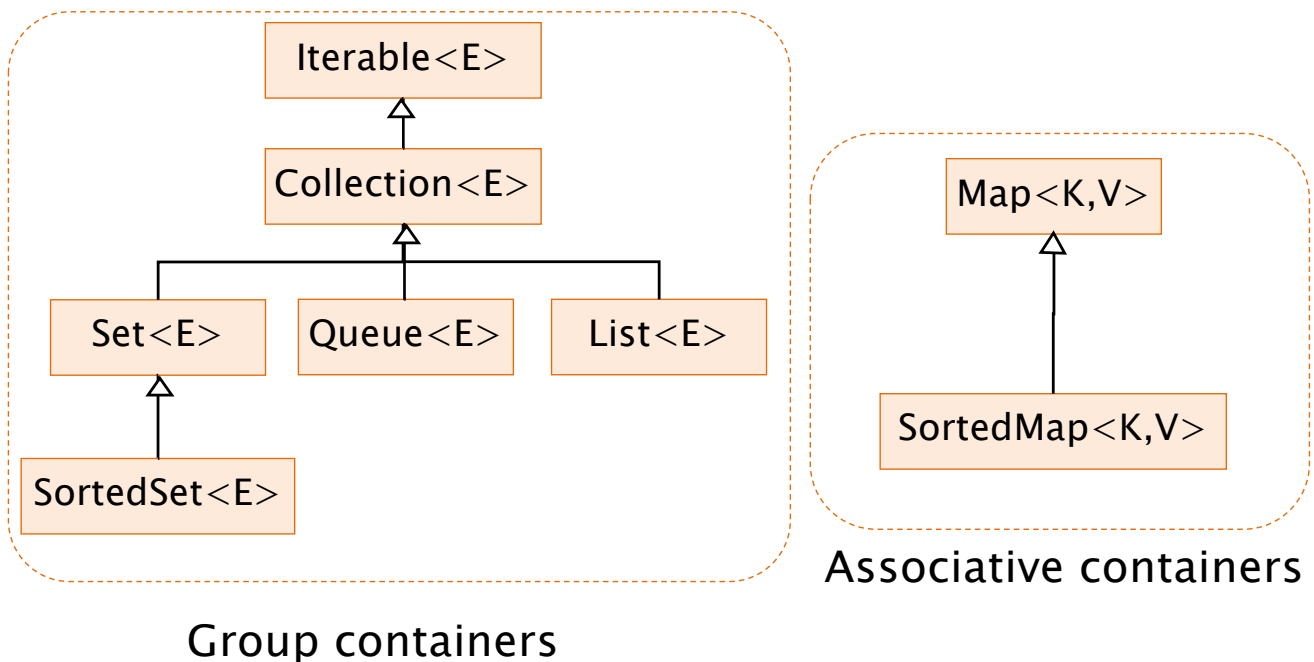 Iterable<E>
Collection<E>
Set<E>
Queue<E>
List<E>
SortedSet<E>
Group containers
Map<K,V>
SortedMap<K,V>
Associative containers